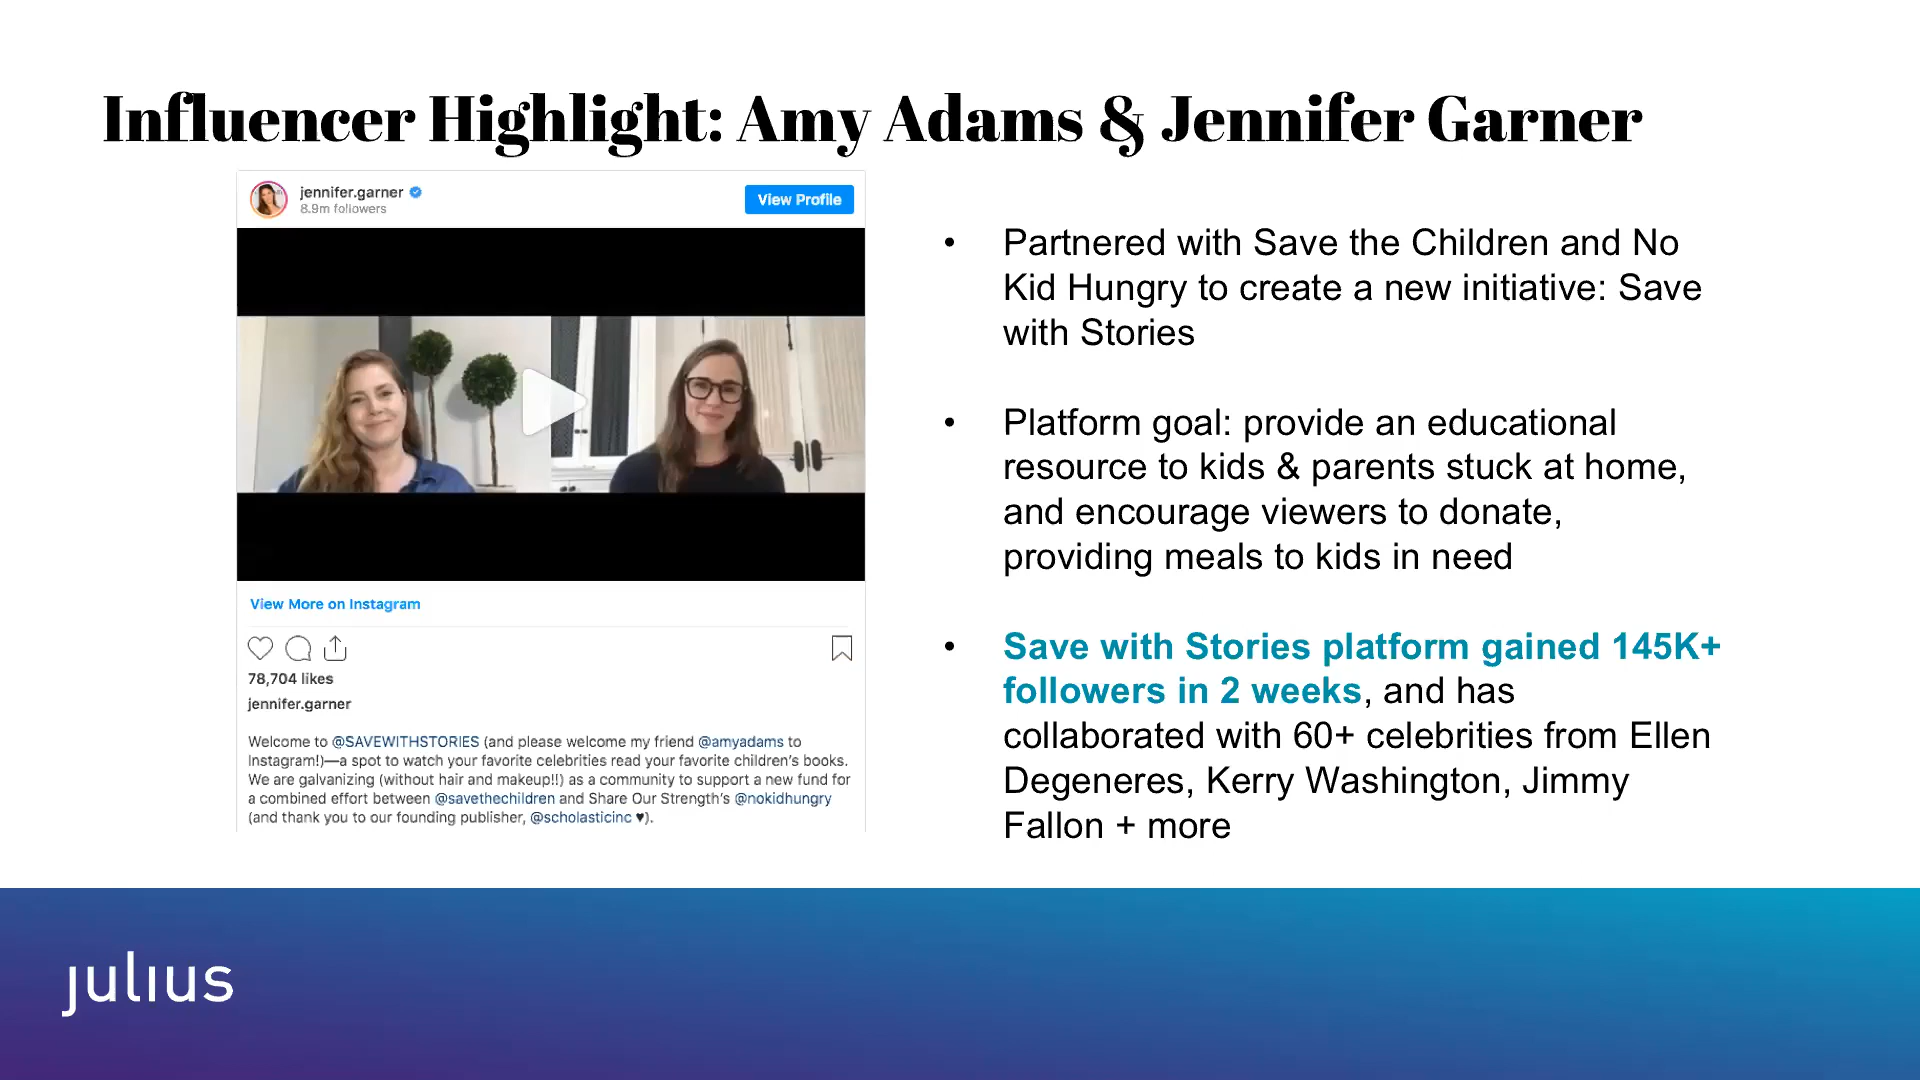 Influencer Highlight: Amy Adams & Jennifer Garner
jennifer.garner
8.9m followers
View Profile
View More on Instagram
78,704 likes
jennifer.garner
Welcome to @SAVEWITHSTORIES (and please welcome my friend @amyadams to
Instagram!)—a spot to watch your favorite celebrities read your favorite children's books.
We are galvanizing (without hair and makeup!!) as a community to support a new fund for
a combined effort between @savethechildren and Share Our Strength's @nokidhungry
(and thank you to our founding publisher, @scholasticinc ♥).
• Partnered with Save the Children and No
Kid Hungry to create a new initiative: Save
with Stories
• Platform goal: provide an educational
resource to kids & parents stuck at home,
and encourage viewers to donate,
providing meals to kids in need
• Save with Stories platform gained 145K+
followers in 2 weeks, and has
collaborated with 60+ celebrities from Ellen
Degeneres, Kerry Washington, Jimmy
Fallon + more
julius